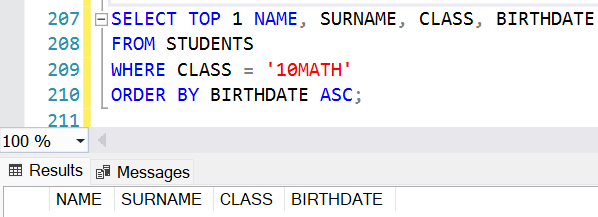 207 SELECT TOP 1 NAME, SURNAME, CLASS, BIRTHDATE
208 FROM STUDENTS
209 WHERE CLASS = '10MATH'
210 ORDER BY BIRTHDATE ASC;
211
100 %
Results Messages
NAME SURNAME CLASS BIRTHDATE